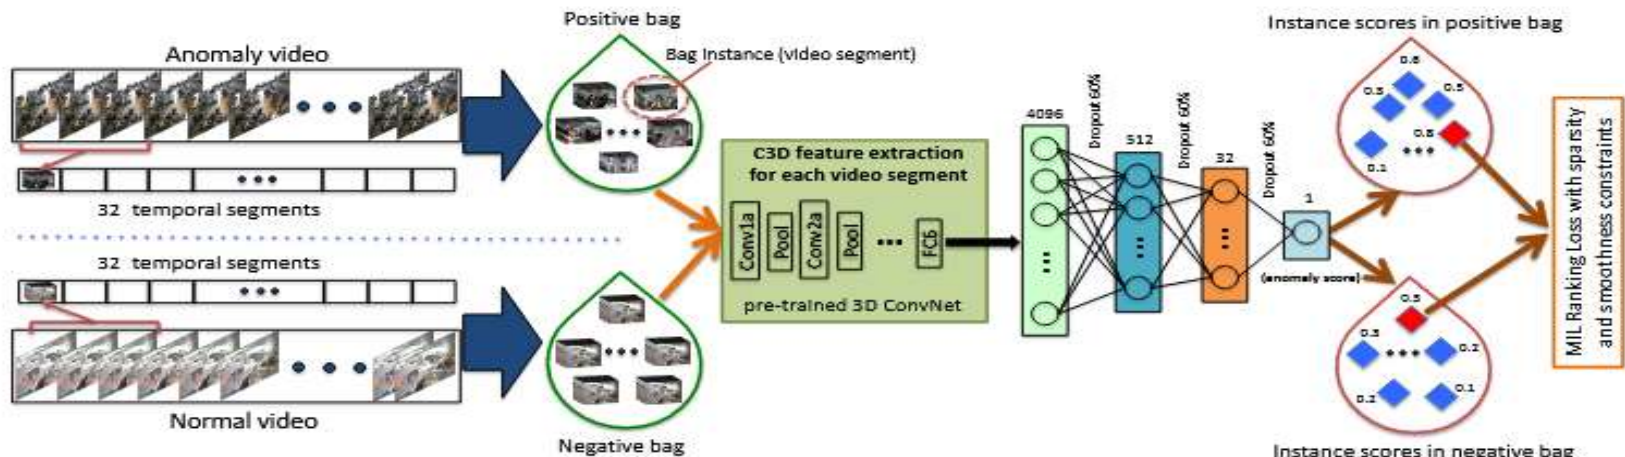 Positive bag
Anomaly video
Bag Instance (video segment)
32 temporal segments
32 temporal segments
Normal video
Negative bag
C3D feature extraction
for each video segment
Conv1a
Pool
Conv2a
Pool
FC6
pre-trained 3D ConvNet
4096
Dropout 60%
512
Dropout 60%
32
Dropout 60%
1
(anomaly score)
Instance scores in positive bag
0.6
0.5
0.8
0.1
0.3
0.2
0.2
0.1
Instance scores in negative bag
MIL Ranking Loss with sparsity
and smoothness constraints